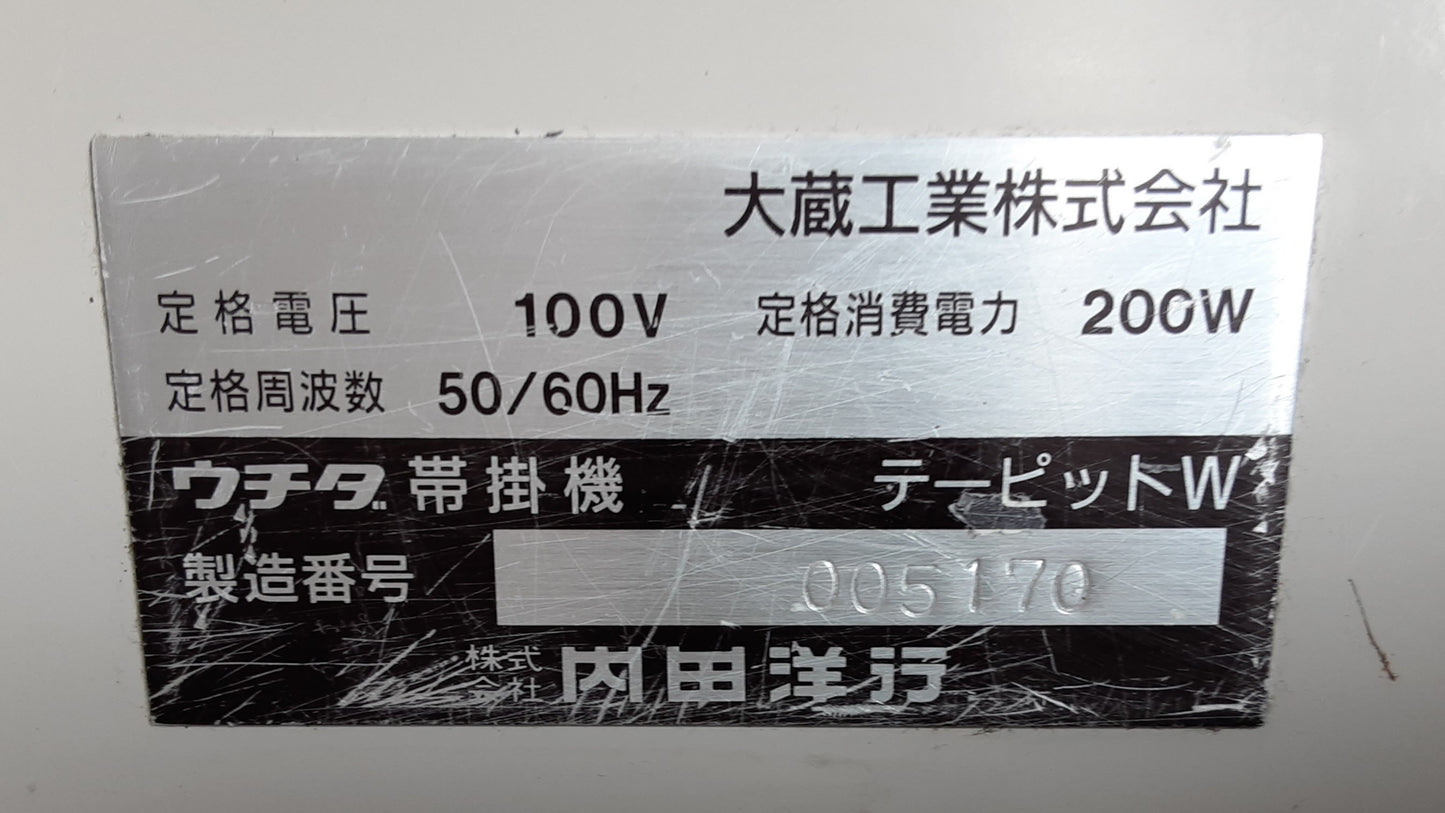 大蔵工業株式会社
定格電圧 100V 定格消費電力 200W
定格周波数 50/60Hz
ウチダ 帯掛機 テーピットW
製造番号 005170
株式会社 内田洋行